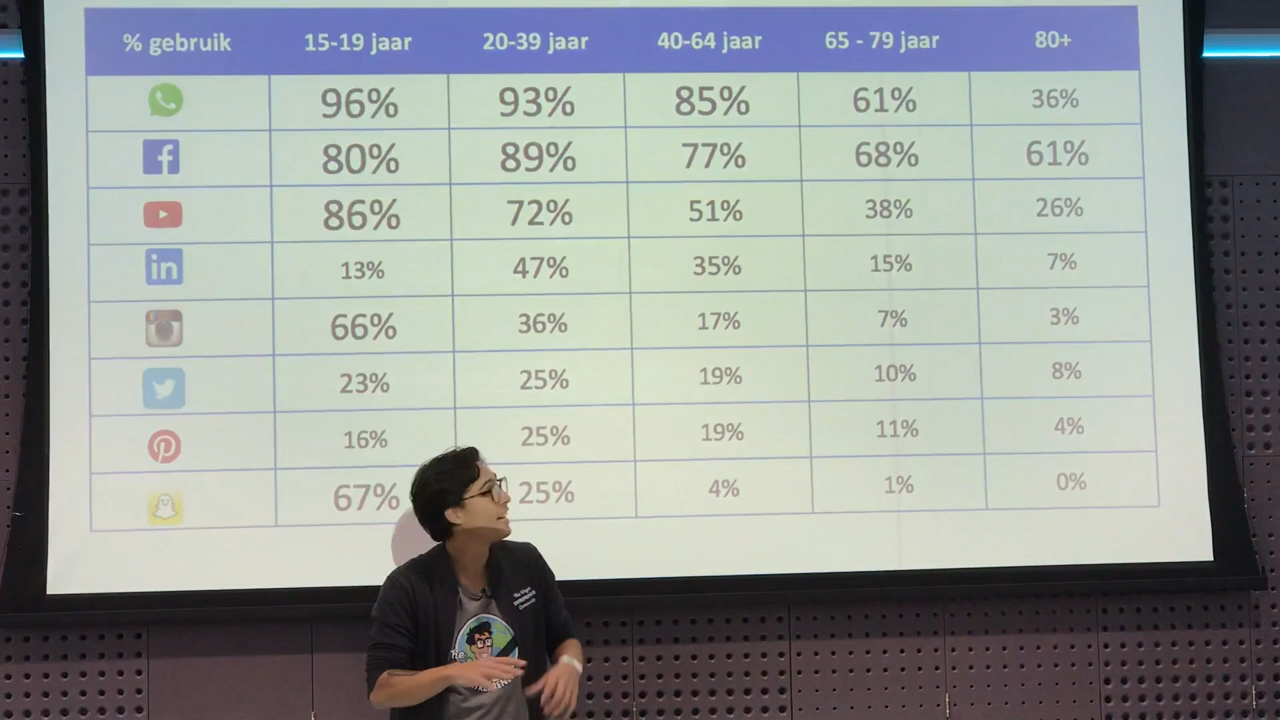 % gebruik 15-19 jaar 20-39 jaar 40-64 jaar 65 - 79 jaar 80+
96% 93% 85% 61% 36%
80% 89% 77% 68% 61%
86% 72% 51% 38% 26%
in 13% 47% 35% 15% 7%
66% 36% 17% 7% 3%
23% 25% 19% 10% 8%
16% 25% 19% 11% 4%
67% 25% 4% 1% 0%
The